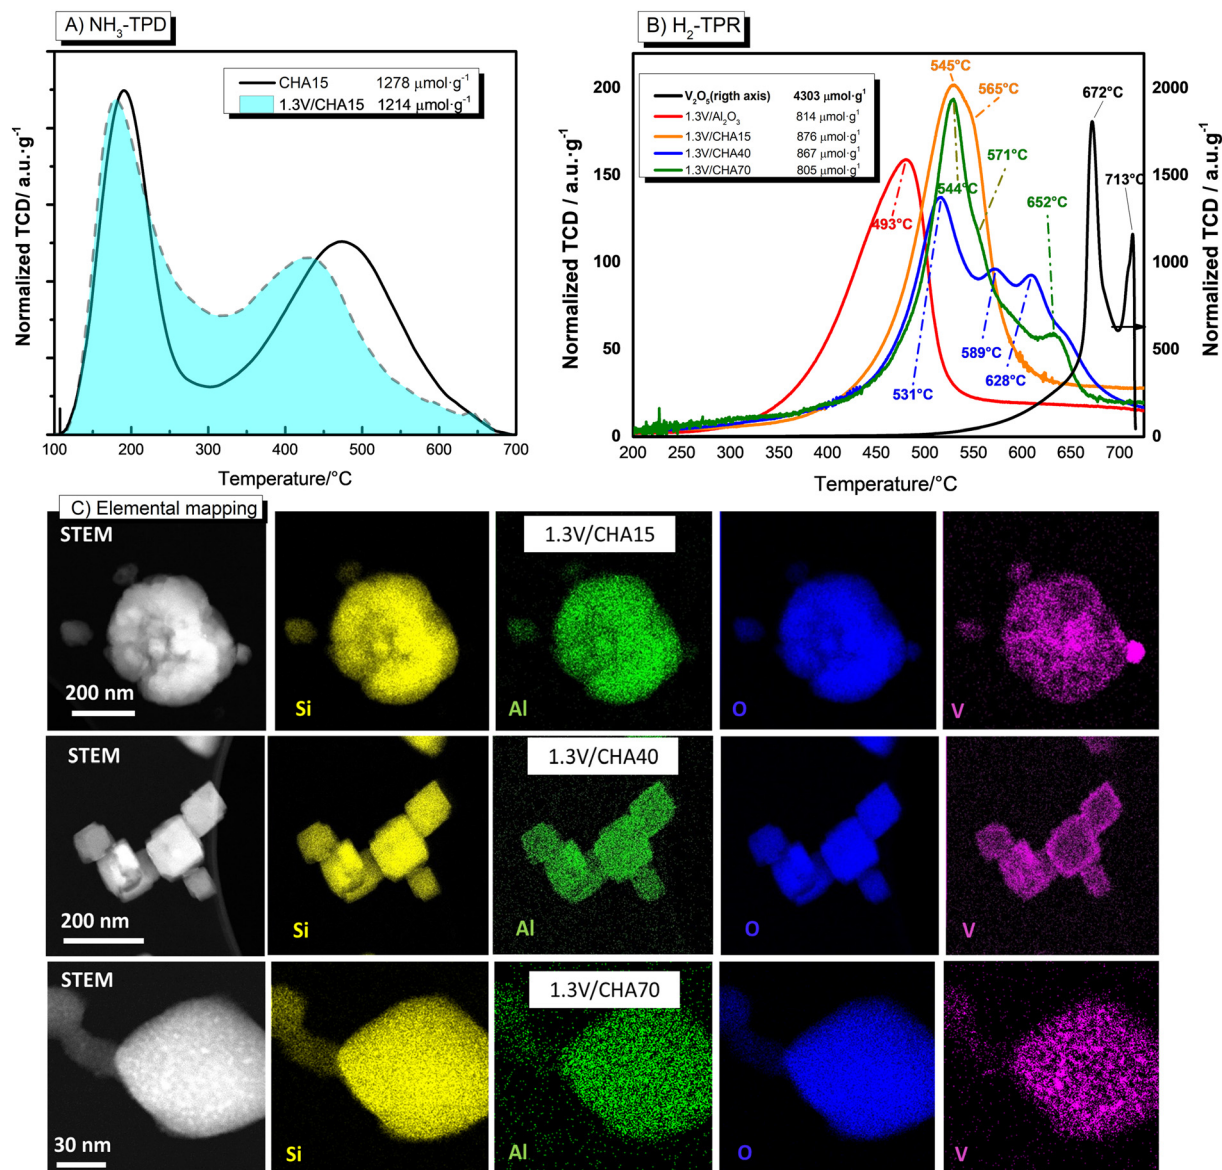 A) NH₃-TPD
CHA15 1278 μmol·g⁻¹
1.3V/CHA15 1214 μmol·g⁻¹
Normalized TCD/ a.u.·g⁻¹
100 200 300 400 500 600 700
Temperature/°C
B) H₂-TPR
V₂O₅(rigth axis) 4303 μmol·g¹
1.3V/Al₂O₃ 814 μmol·g¹
1.3V/CHA15 876 μmol·g¹
1.3V/CHA40 867 μmol·g¹
1.3V/CHA70 805 μmol·g¹
545°C
565°C
672°C
571°C
713°C
544°C
652°C
493°C
589°C
628°C
531°C
Normalized TCD / a.u.·g⁻¹
200
150
100
50
0
2000
1500
1000
500
0
Normalized TCD / a.u.g⁻¹
200 250 300 350 400 450 500 550 600 650 700
Temperature/°C
C) Elemental mapping
STEM
1.3V/CHA15
200 nm
Si
Al
O
V
STEM
1.3V/CHA40
200 nm
Si
Al
O
V
STEM
1.3V/CHA70
30 nm
Si
Al
O
V